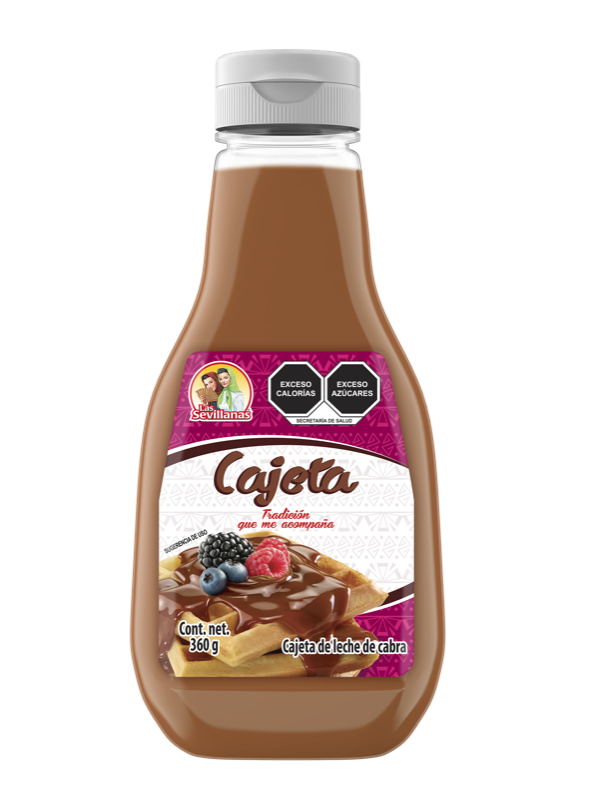 EXCESO
CALORÍAS
EXCESO
AZÚCARES
SECRETARÍA DE SALUD
Las
Sevillanas
Cajeta
Tradición
que me acompaña
SUGERENCIA DE USO
Cont. net.
360 g
Cajeta de leche de cabra